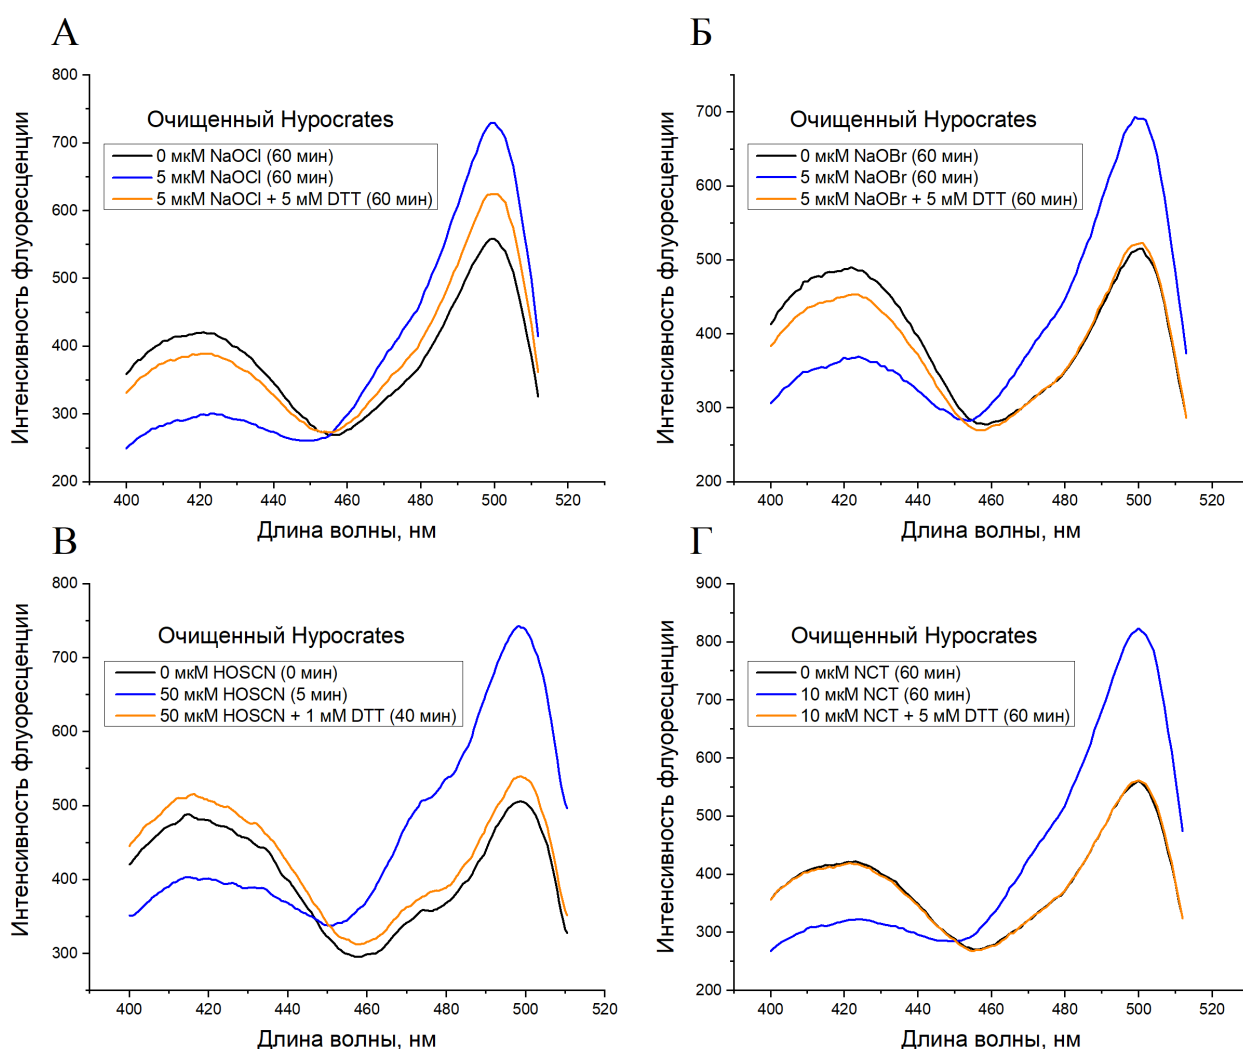 А
Интенсивность флуоресценции
800
700
600
500
400
300
200
Очищенный Hypocrates
0 мкМ NaOCl (60 мин)
5 мкМ NaOCl (60 мин)
5 мкМ NaOCl + 5 мМ DTT (60 мин)
400 420 440 460 480 500 520
Длина волны, нм
Б
Интенсивность флуоресценции
700
600
500
400
300
200
Очищенный Hypocrates
0 мкМ NaOBr (60 мин)
5 мкМ NaOBr (60 мин)
5 мкМ NaOBr + 5 мМ DTT (60 мин)
400 420 440 460 480 500 520
Длина волны, нм
В
Интенсивность флуоресценции
800
700
600
500
400
300
Очищенный Hypocrates
0 мкМ HOSCN (0 мин)
50 мкМ HOSCN (5 мин)
50 мкМ HOSCN + 1 мМ DTT (40 мин)
400 420 440 460 480 500 520
Длина волны, нм
Г
Интенсивность флуоресценции
900
800
700
600
500
400
300
200
Очищенный Hypocrates
0 мкМ NCT (60 мин)
10 мкМ NCT (60 мин)
10 мкМ NCT + 5 мМ DTT (60 мин)
400 420 440 460 480 500 520
Длина волны, нм